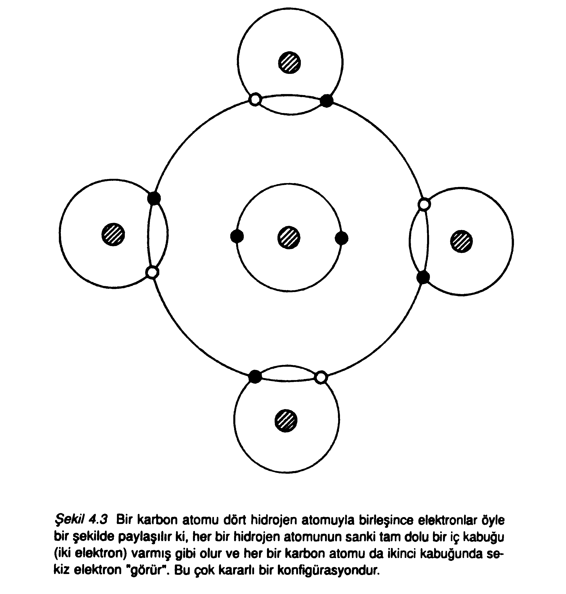 Şekil 4.3 Bir karbon atomu dört hidrojen atomuyla birleşince elektronlar öyle
bir şekilde paylaşılır ki, her bir hidrojen atomunun sanki tam dolu bir iç kabuğu
(iki elektron) varmış gibi olur ve her bir karbon atomu da ikinci kabuğunda se-
kiz elektron "görür". Bu çok kararlı bir konfigürasyondur.